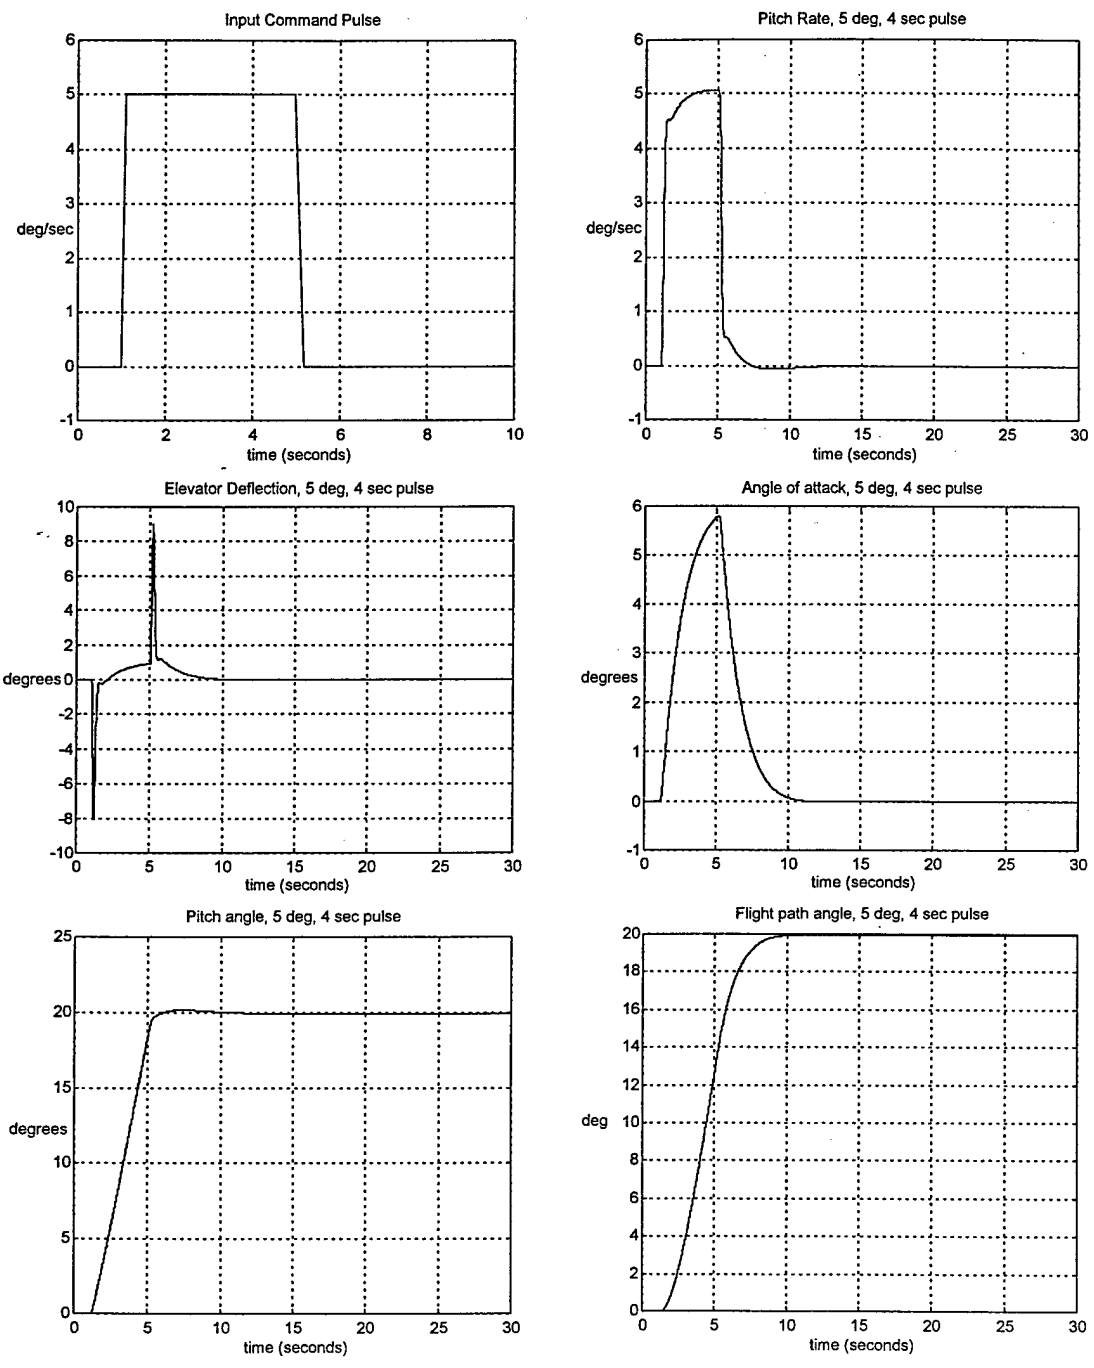 Input Command Pulse
6
5
4
3
deg/sec
2
1
0
-1
0 2 4 6 8 10
time (seconds)
Pitch Rate, 5 deg, 4 sec pulse
6
5
4
3
deg/sec
2
1
0
-1
0 5 10 15 20 25 30
time (seconds)
Elevator Deflection, 5 deg, 4 sec pulse
10
8
6
4
2
degrees 0
-2
-4
-6
-8
-10
0 5 10 15 20 25 30
time (seconds)
Angle of attack, 5 deg, 4 sec pulse
6
5
4
3
degrees
2
1
0
-1
0 5 10 15 20 25 30
time (seconds)
Pitch angle, 5 deg, 4 sec pulse
25
20
15
degrees
10
5
0
0 5 10 15 20 25 30
time (seconds)
Flight path angle, 5 deg, 4 sec pulse
20
18
16
14
12
deg
10
8
6
4
2
0
0 5 10 15 20 25 30
time (seconds)